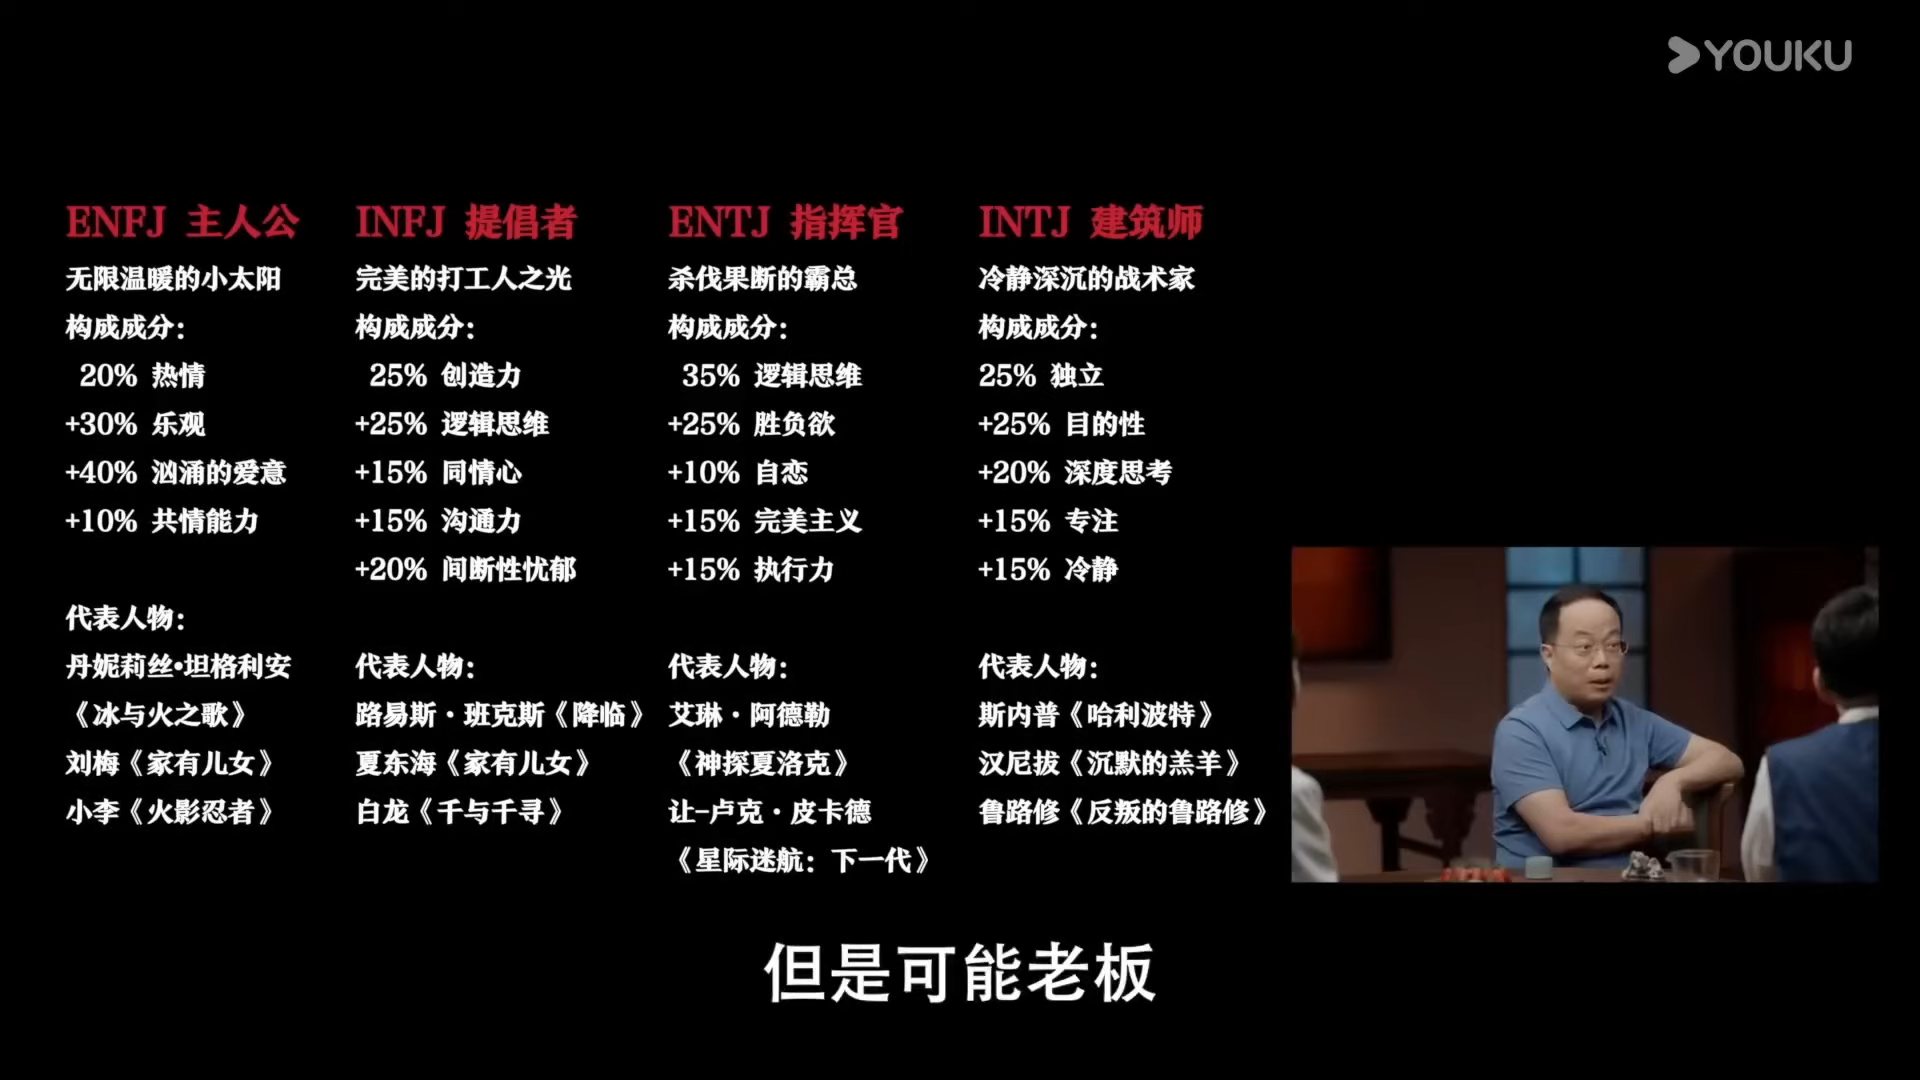 YOUKU
ENFJ 主人公
无限温暖的小太阳
构成成分：
20% 热情
+30% 乐观
+40% 汹涌的爱意
+10% 共情能力
代表人物：
丹妮莉丝•坦格利安
《冰与火之歌》
刘梅《家有儿女》
小李《火影忍者》
INFJ 提倡者
完美的打工人之光
构成成分：
25% 创造力
+25% 逻辑思维
+15% 同情心
+15% 沟通力
+20% 间断性忧郁
代表人物：
路易斯·班克斯《降临》
夏东海《家有儿女》
白龙《千与千寻》
ENTJ 指挥官
杀伐果断的霸总
构成成分：
35% 逻辑思维
+25% 胜负欲
+10% 自恋
+15% 完美主义
+15% 执行力
代表人物：
艾琳·阿德勒
《神探夏洛克》
让-卢克·皮卡德
《星际迷航：下一代》
INTJ 建筑师
冷静深沉的战术家
构成成分：
25% 独立
+25% 目的性
+20% 深度思考
+15% 专注
+15% 冷静
代表人物：
斯内普《哈利波特》
汉尼拔《沉默的羔羊》
鲁路修《反叛的鲁路修》
但是可能老板